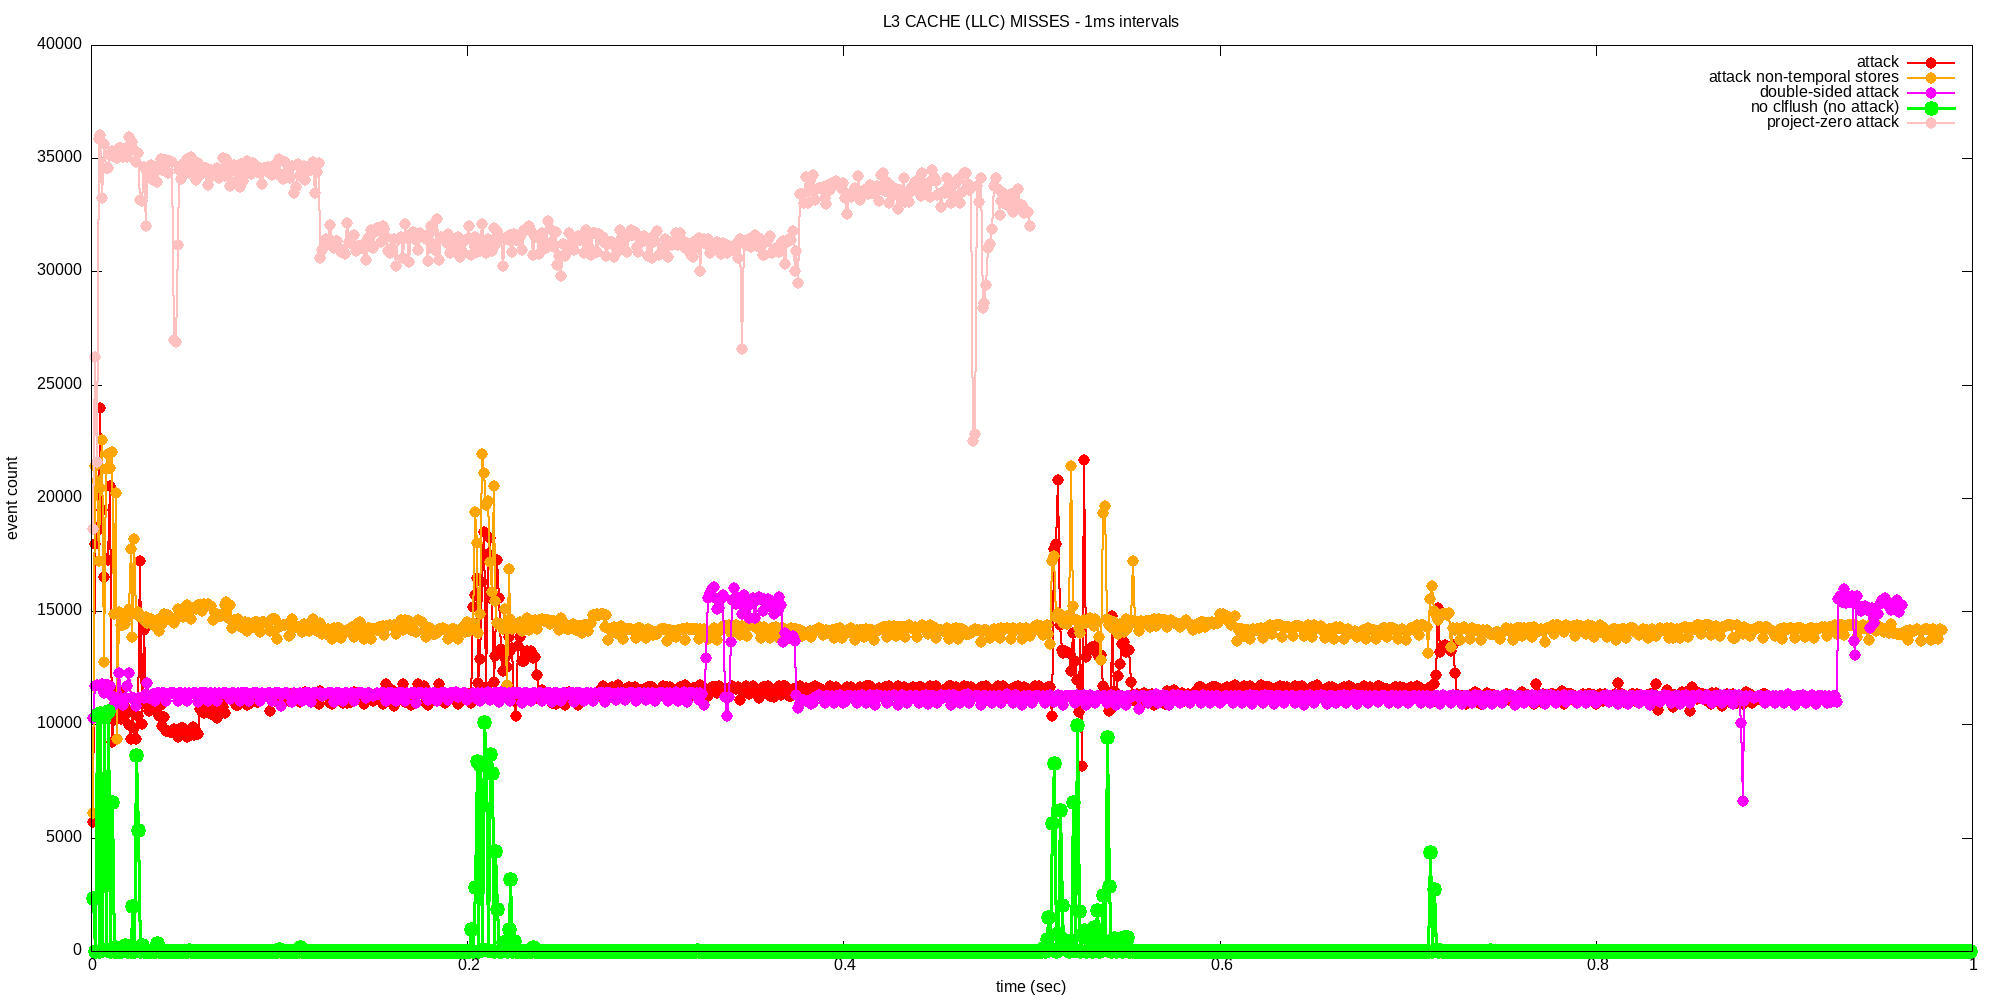 L3 CACHE (LLC) MISSES - 1ms intervals
40000
35000
30000
25000
20000
15000
10000
5000
0
event count
attack
attack non-temporal stores
double-sided attack
no clflush (no attack)
project-zero attack
0
0.2
0.4
0.6
0.8
1
time (sec)